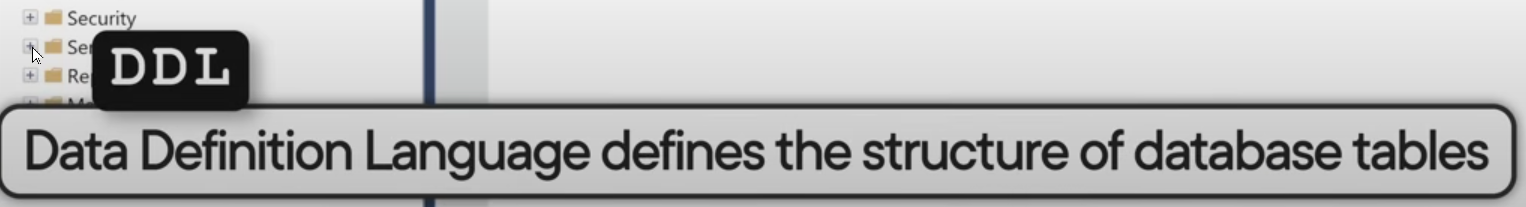 Security
DDL
Data Definition Language defines the structure of database tables